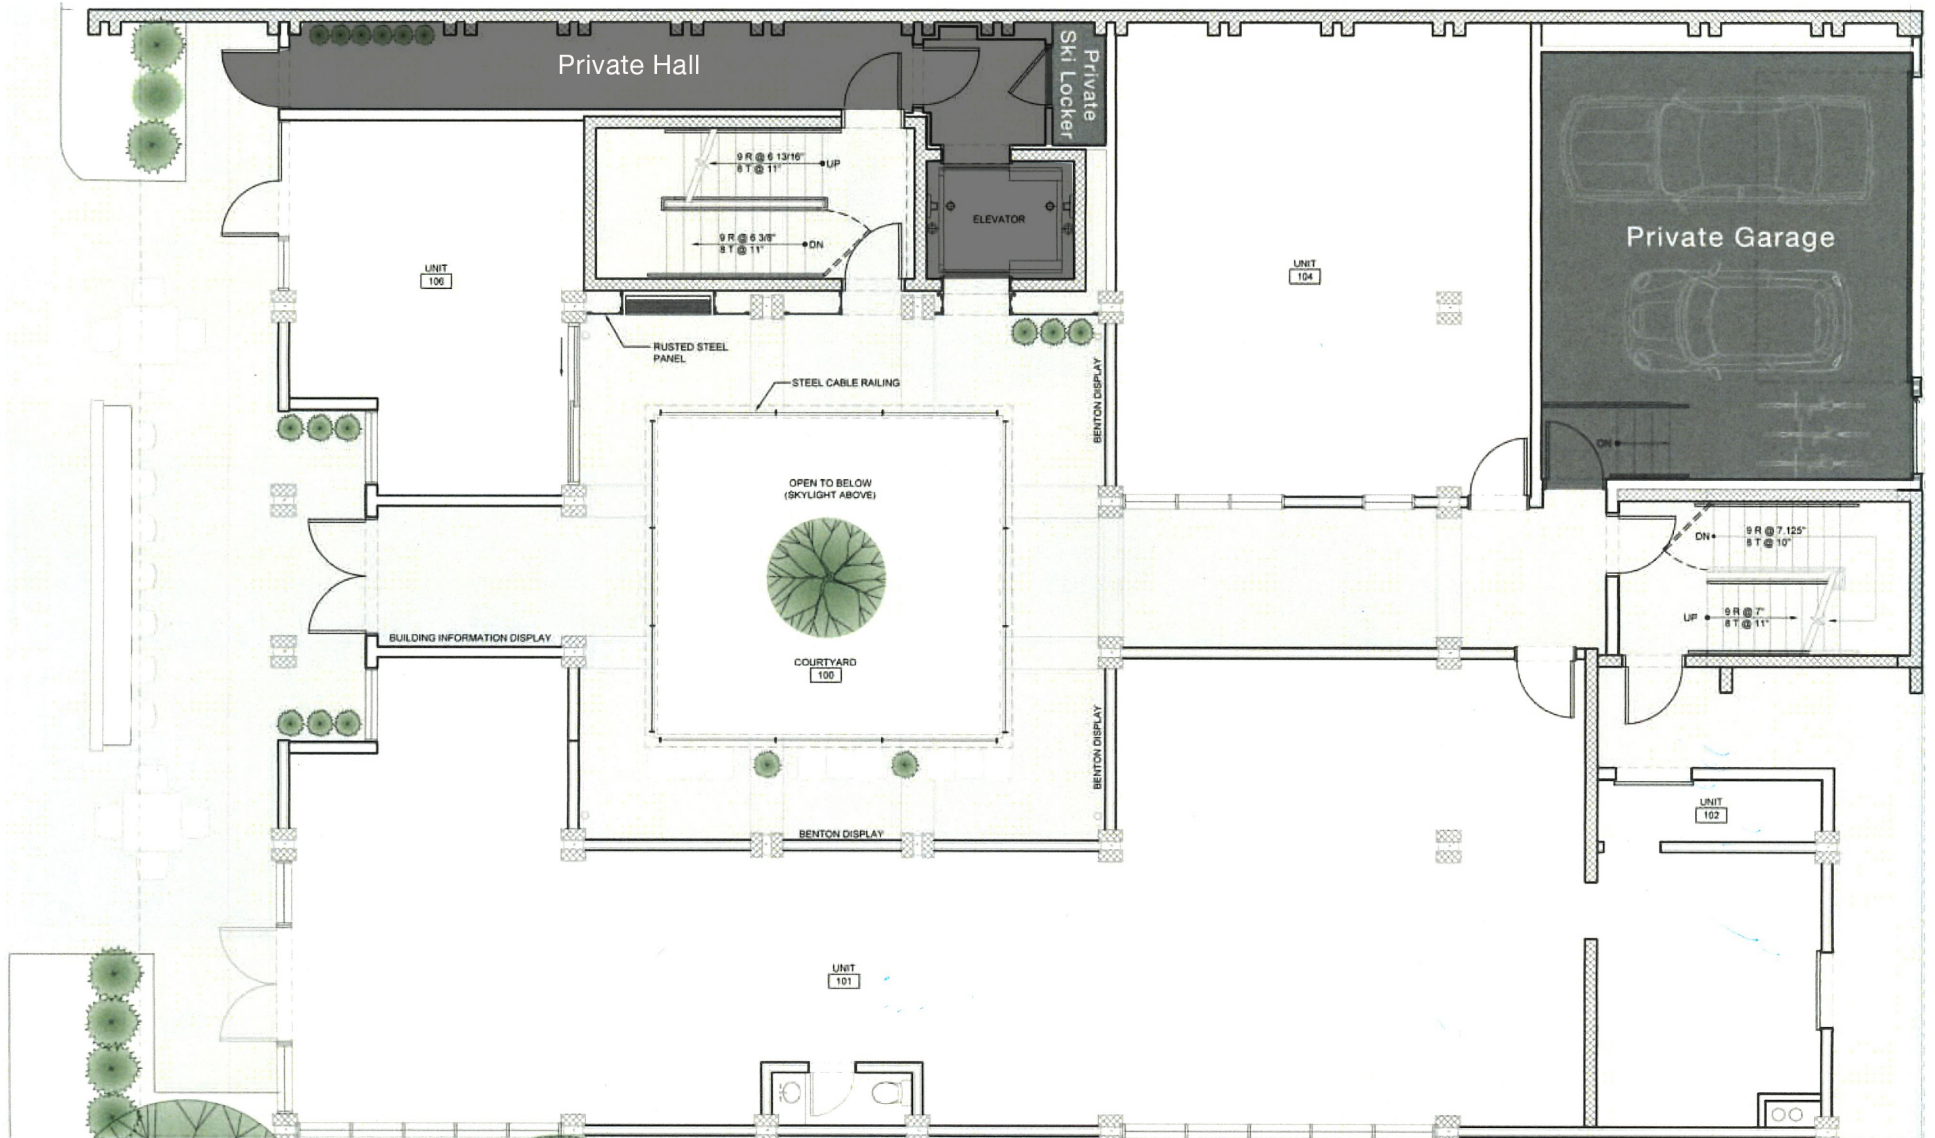 Private Hall
Private
Ski Locker
9 R @ 6 13/16"
8 T @ 11"
UP
9 R @ 6 3/8"
8 T @ 11"
DN
ELEVATOR
Private Garage
UNIT
106
UNIT
104
RUSTED STEEL
PANEL
STEEL CABLE RAILING
BENTON DISPLAY
DN
OPEN TO BELOW
(SKYLIGHT ABOVE)
9 R @ 7.125"
8 T @ 10"
DN
UP
9 R @ 7"
8 T @ 11"
BUILDING INFORMATION DISPLAY
COURTYARD
100
BENTON DISPLAY
BENTON DISPLAY
UNIT
102
UNIT
101